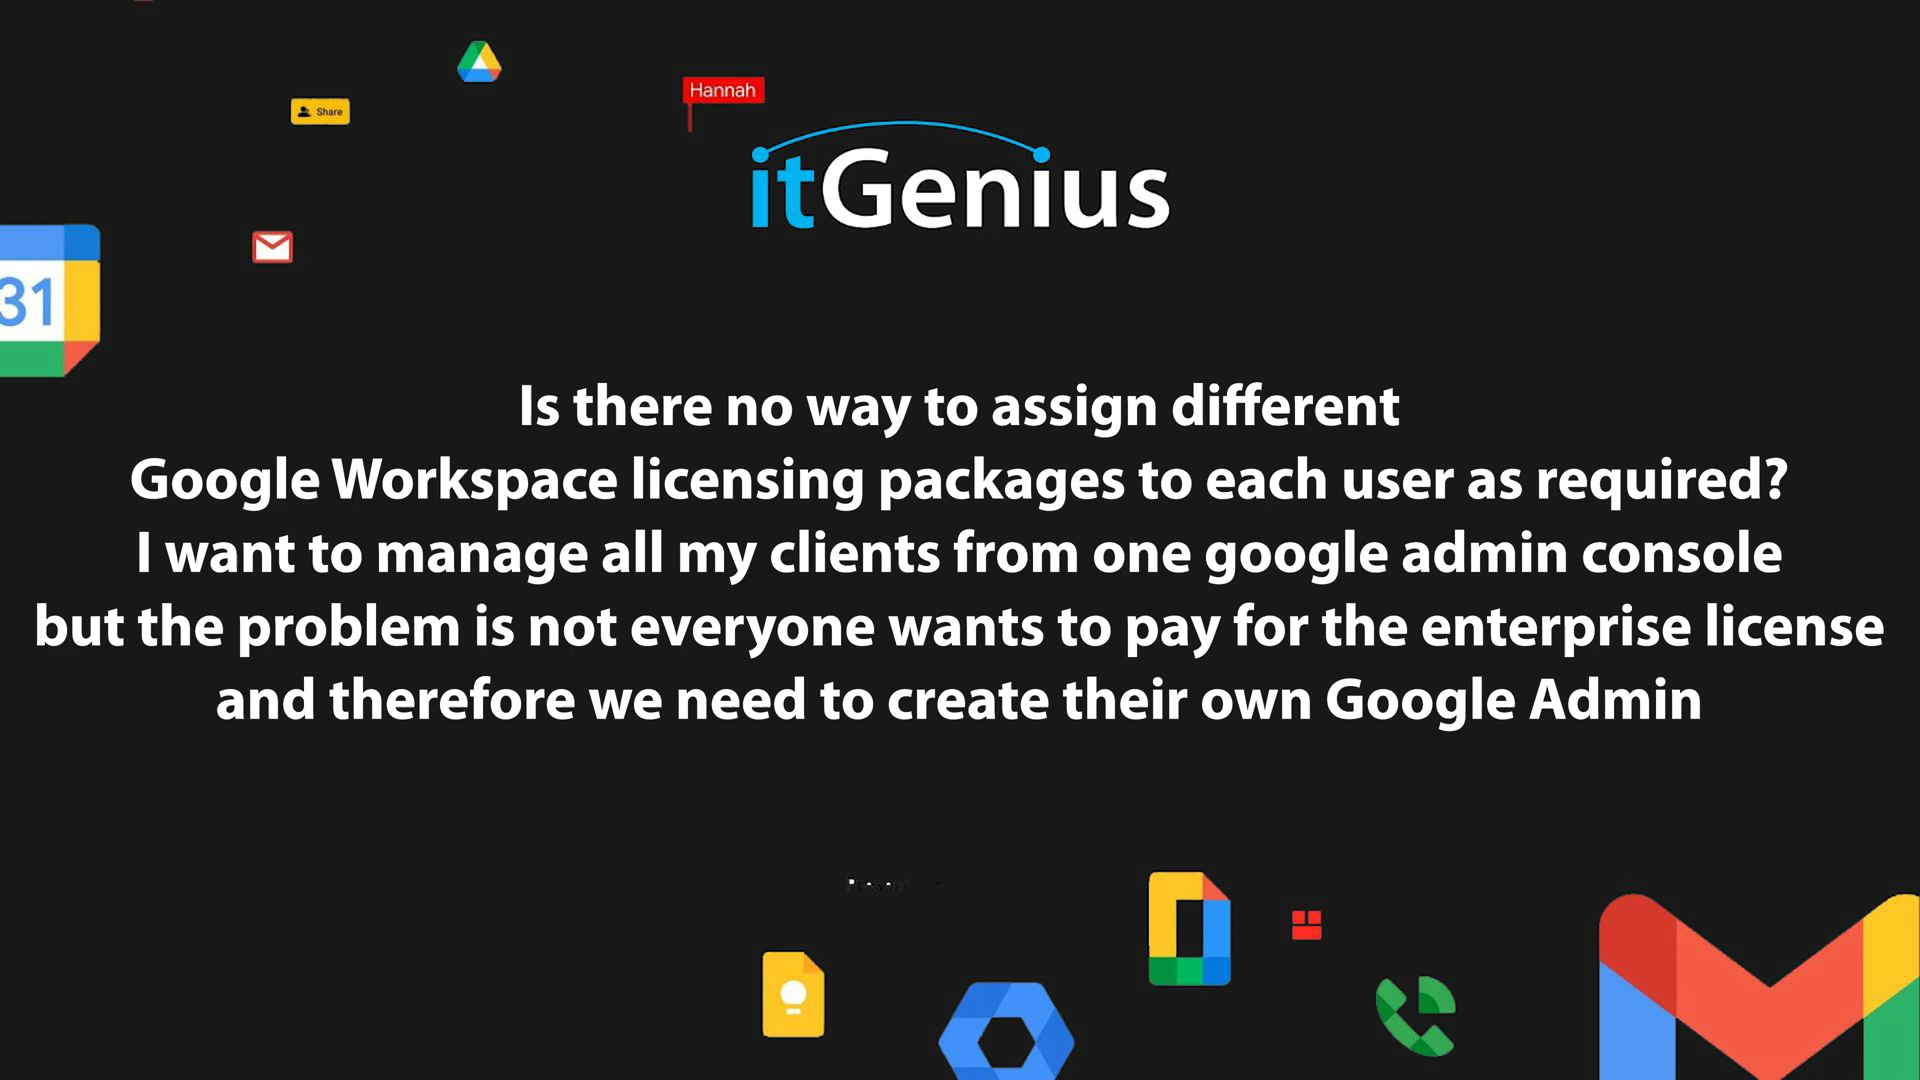 Hannah
Share
itGenius
31
Is there no way to assign different
Google Workspace licensing packages to each user as required?
I want to manage all my clients from one google admin console
but the problem is not everyone wants to pay for the enterprise license
and therefore we need to create their own Google Admin